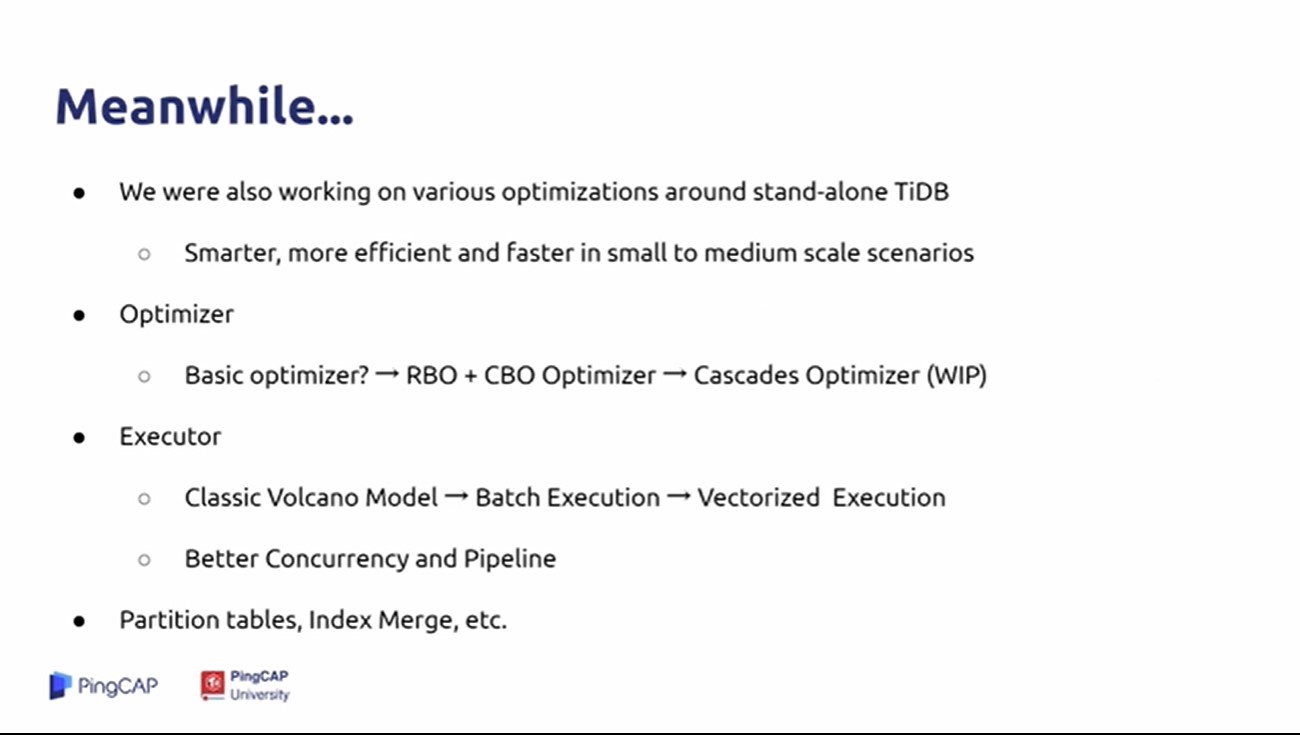 Meanwhile...
● We were also working on various optimizations around stand-alone TiDB
○ Smarter, more efficient and faster in small to medium scale scenarios
● Optimizer
○ Basic optimizer? → RBO + CBO Optimizer → Cascades Optimizer (WIP)
● Executor
○ Classic Volcano Model → Batch Execution → Vectorized  Execution
○ Better Concurrency and Pipeline
● Partition tables, Index Merge, etc.
PingCAP
PingCAP
University